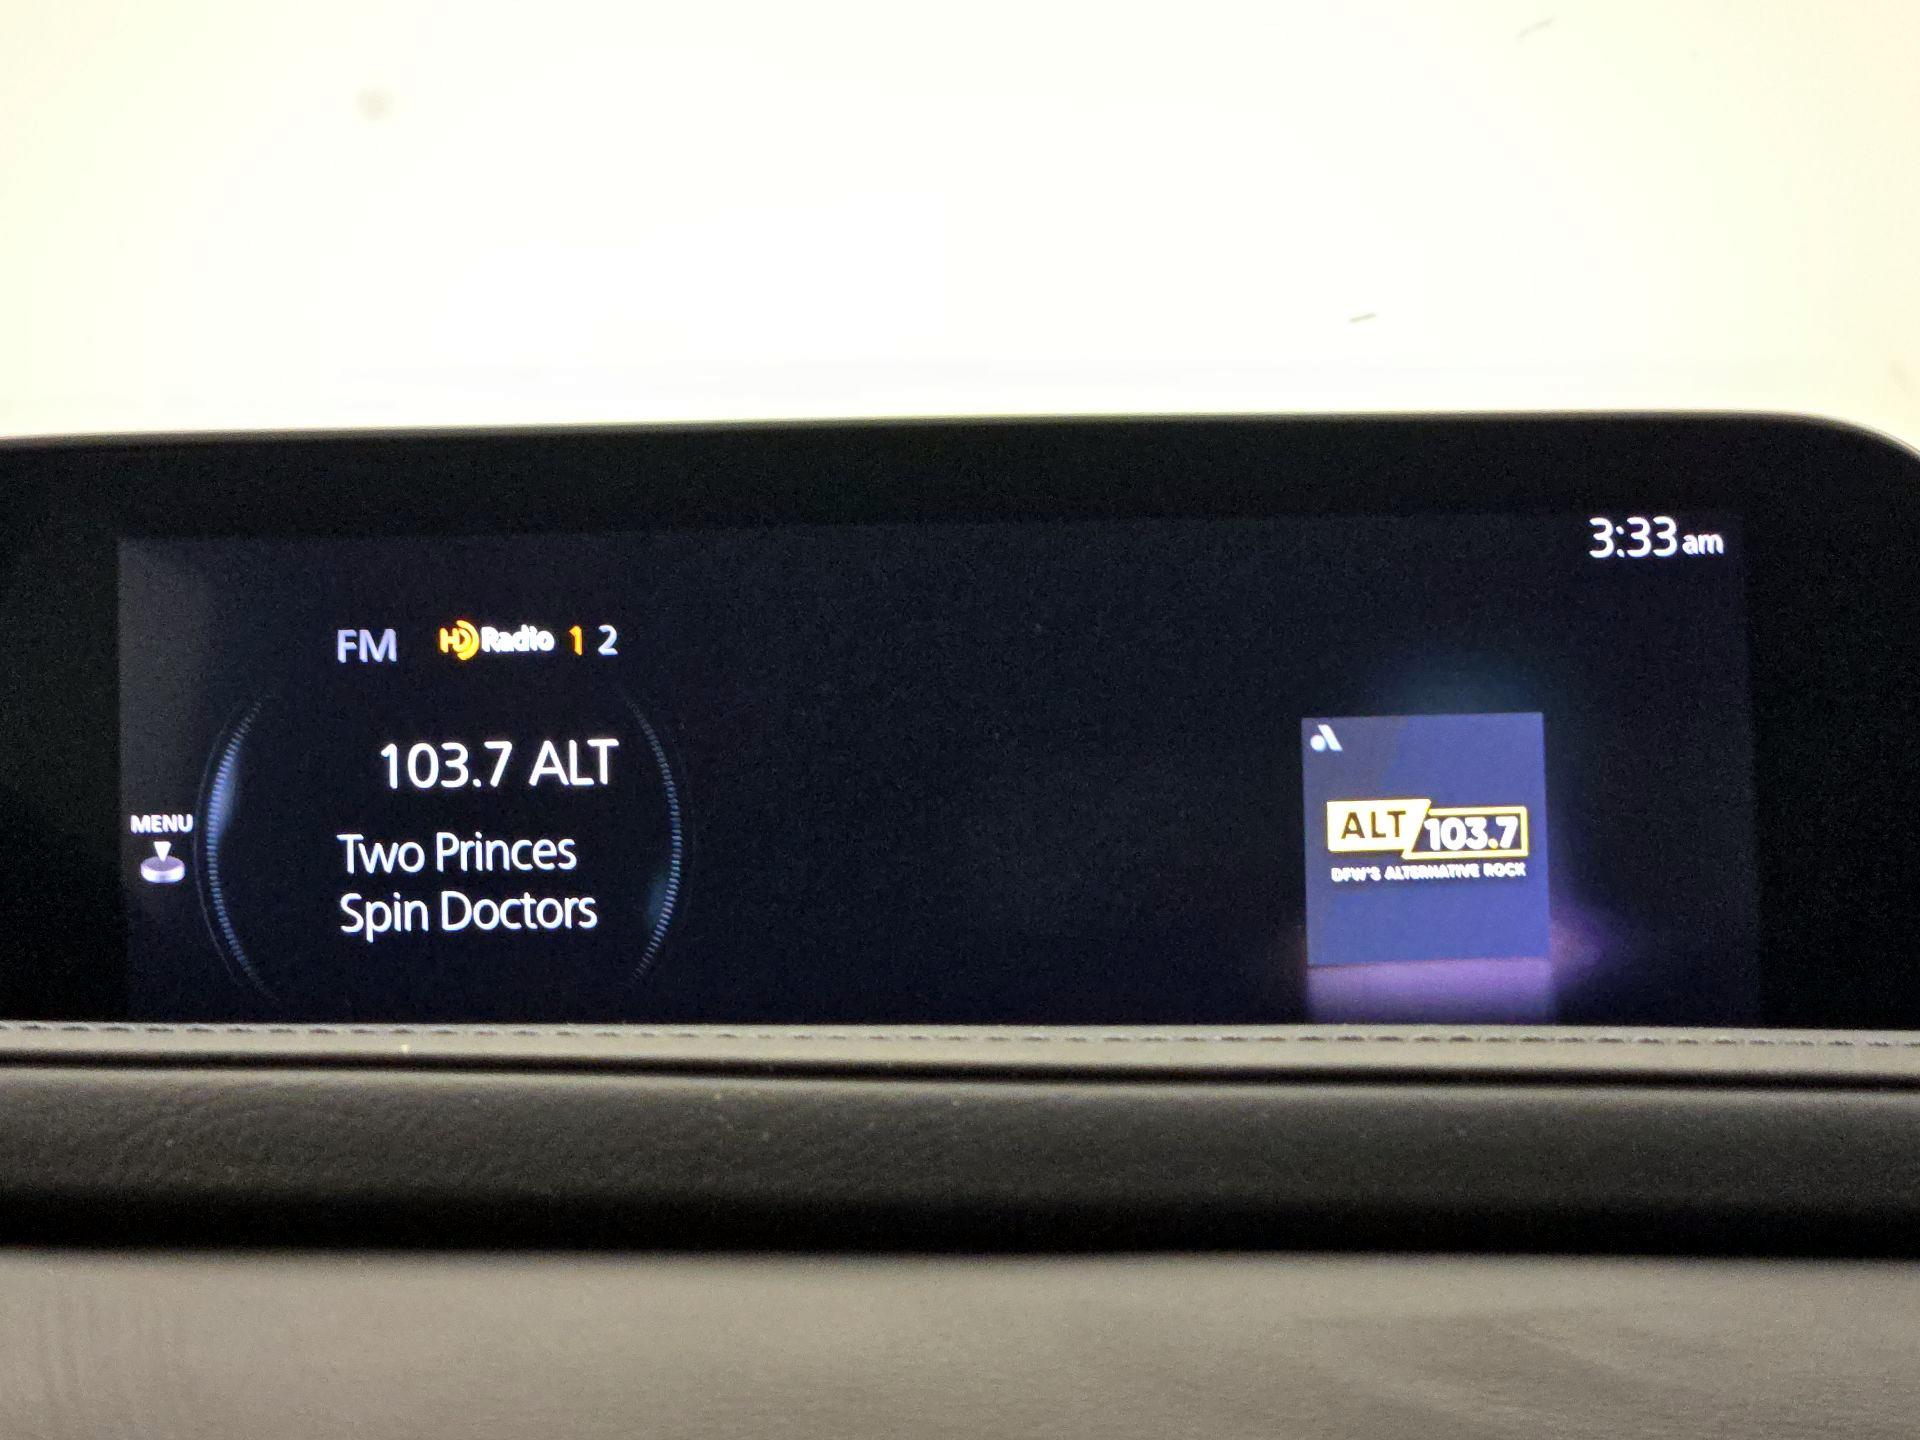 3:33 am
FM HD Radio 1 2
103.7 ALT
MENU
Two Princes
Spin Doctors
ALT 103.7
DFW'S ALTERNATIVE ROCK